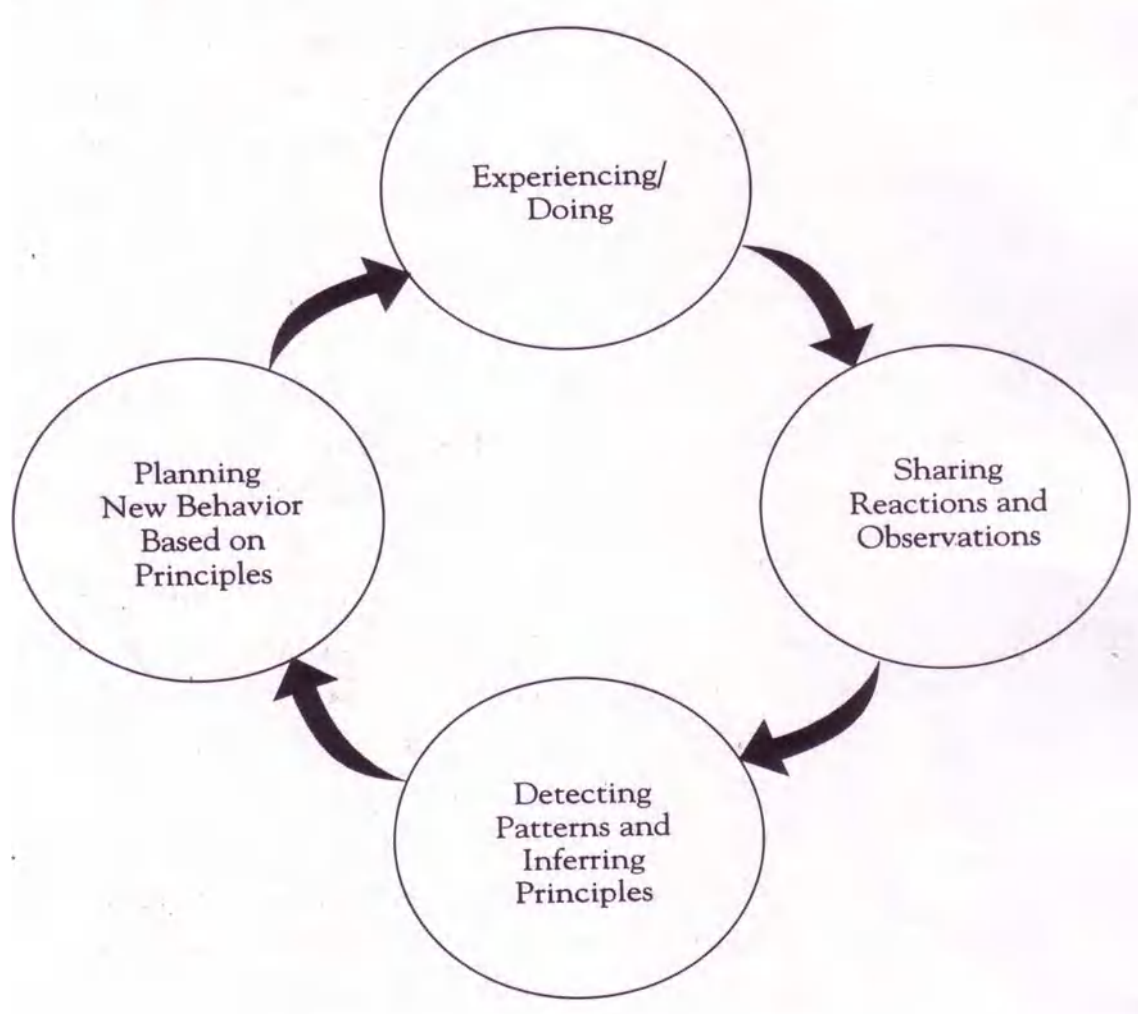 Experiencing/
Doing
Sharing
Reactions and
Observations
Detecting
Patterns and
Inferring
Principles
Planning
New Behavior
Based on
Principles